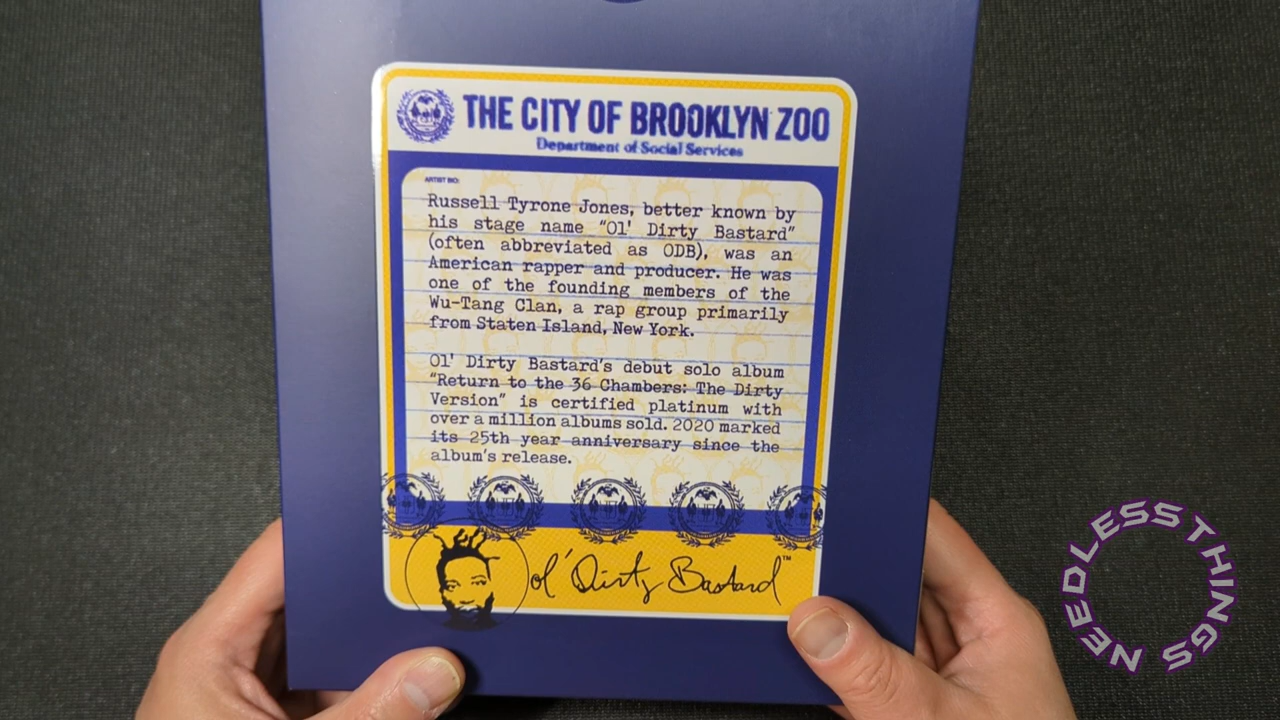 THE CITY OF BROOKLYN ZOO
Department of Social Services
ARTIST BIO:
Russell Tyrone Jones, better known by
his stage name "Ol' Dirty Bastard"
(often abbreviated as ODB), was an
American rapper and producer. He was
one of the founding members of the
Wu-Tang Clan, a rap group primarily
from Staten Island, New York.
Ol' Dirty Bastard's debut solo album
"Return to the 36 Chambers: The Dirty
Version" is certified platinum with
over a million albums sold. 2020 marked
its 25th year anniversary since the
album's release.
ol' Dirty Bastard™
NEEDLESS THINGS